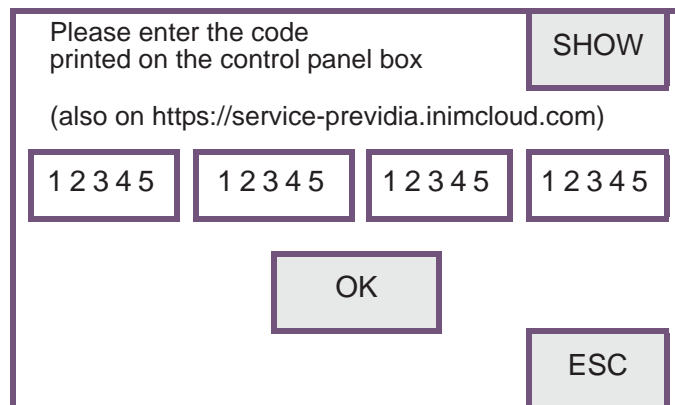 Please enter the code
printed on the control panel box
SHOW
(also on https://service-previdia.inimcloud.com)
1 2 3 4 5 1 2 3 4 5 1 2 3 4 5 1 2 3 4 5
OK
ESC